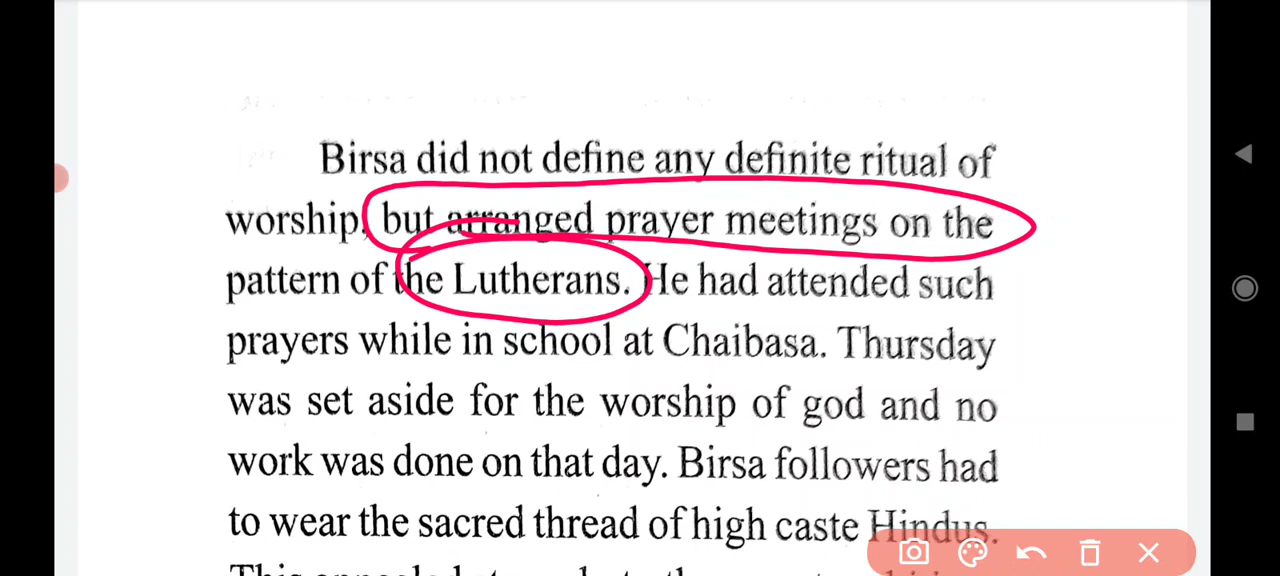 Birsa did not define any definite ritual of
worship, but arranged prayer meetings on the
pattern of the Lutherans. He had attended such
prayers while in school at Chaibasa. Thursday
was set aside for the worship of god and no
work was done on that day. Birsa followers had
to wear the sacred thread of high caste Hindus.
This